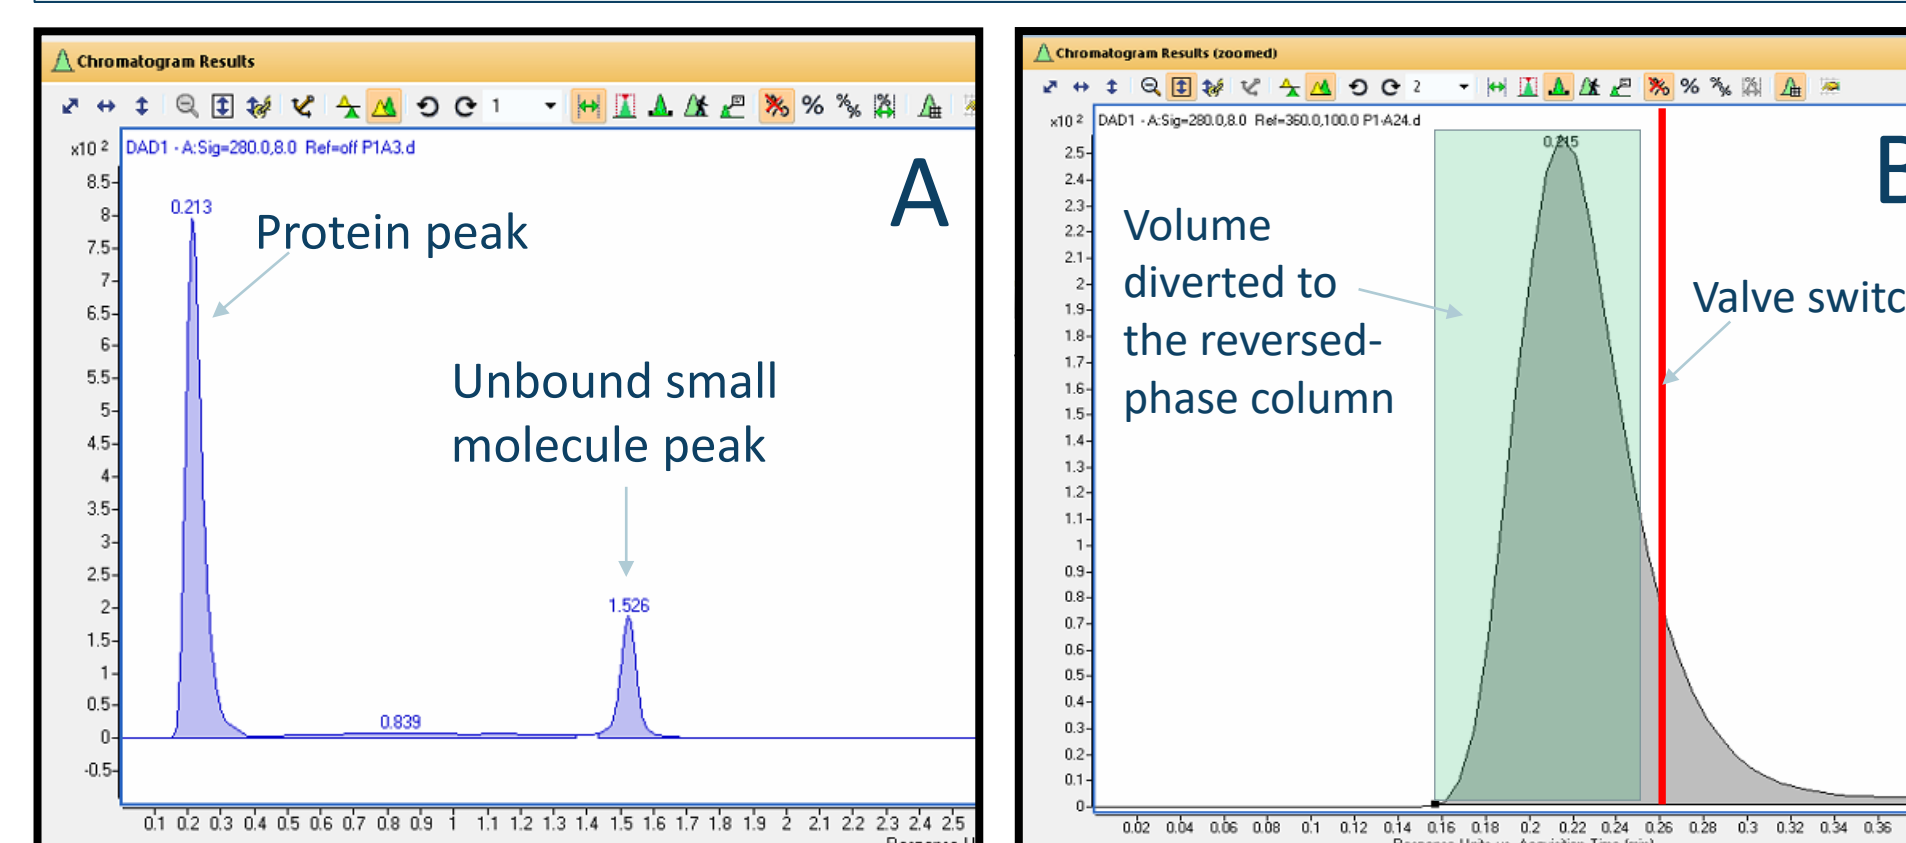 Chromatogram Results
1
x10 2
DAD1 - A:Sig=280.0,8.0 Ref=off P1A3.d
A
8.5
8
7.5
7
6.5
6
5.5
5
4.5
4
3.5
3
2.5
2
1.5
1
0.5
0
-0.5
0.213
Protein peak
Unbound small
molecule peak
1.526
0.839
0.1 0.2 0.3 0.4 0.5 0.6 0.7 0.8 0.9 1 1.1 1.2 1.3 1.4 1.5 1.6 1.7 1.8 1.9 2 2.1 2.2 2.3 2.4 2.5
Chromatogram Results (zoomed)
2
x10 2
DAD1 - A:Sig=280.0,8.0 Ref=360.0,100.0 P1-A24.d
B
2.5
2.4
2.3
2.2
2.1
2
1.9
1.8
1.7
1.6
1.5
1.4
1.3
1.2
1.1
1
0.9
0.8
0.7
0.6
0.5
0.4
0.3
0.2
0.1
0
0.215
Volume
diverted to
the reversed-
phase column
Valve switc
0.02 0.04 0.06 0.08 0.1 0.12 0.14 0.16 0.18 0.2 0.22 0.24 0.26 0.28 0.3 0.32 0.34 0.36